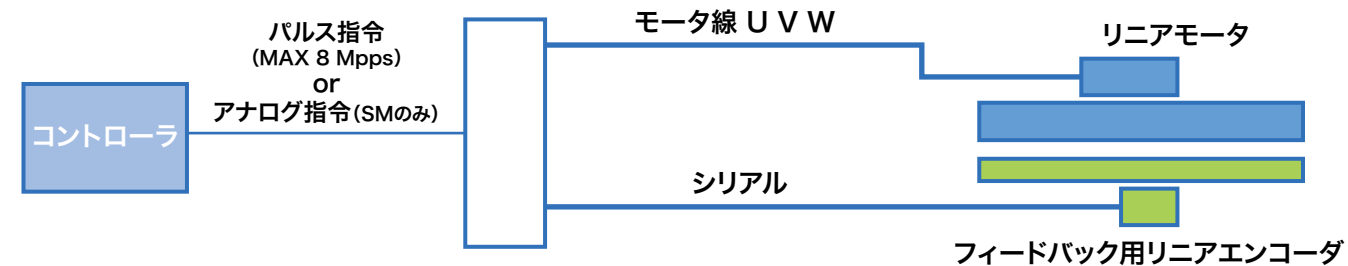 パルス指令
(MAX 8 Mpps)
or
アナログ指令(SMのみ)
コントローラ
モータ線 U V W
リニアモータ
シリアル
フィードバック用リニアエンコーダ